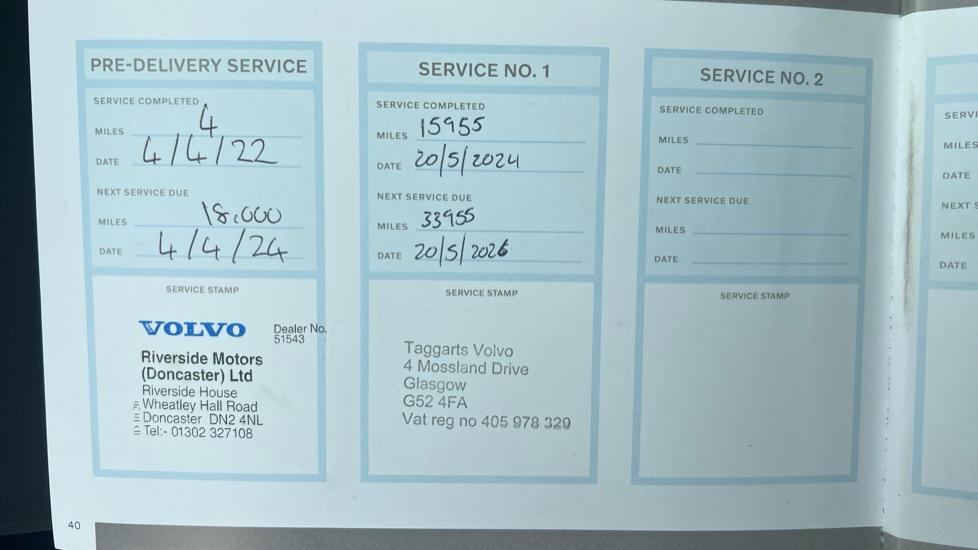 PRE-DELIVERY SERVICE
SERVICE COMPLETED
MILES 4
DATE 4/4/22
NEXT SERVICE DUE
MILES 18,000
DATE 4/4/24
SERVICE STAMP
VOLVO
Dealer No.
51543
Riverside Motors
(Doncaster) Ltd
Riverside House
Wheatley Hall Road
Doncaster DN2 4NL
Tel:- 01302 327108
40
SERVICE NO. 1
SERVICE COMPLETED
MILES 15955
DATE 20/5/2024
NEXT SERVICE DUE
MILES 33955
DATE 20/5/2026
SERVICE STAMP
Taggarts Volvo
4 Mossland Drive
Glasgow
G52 4FA
Vat reg no 405 978 329
SERVICE NO. 2
SERVICE COMPLETED
MILES
DATE
NEXT SERVICE DUE
MILES
DATE
SERVICE STAMP
MILES
DATE
NEXT
MILES
DATE